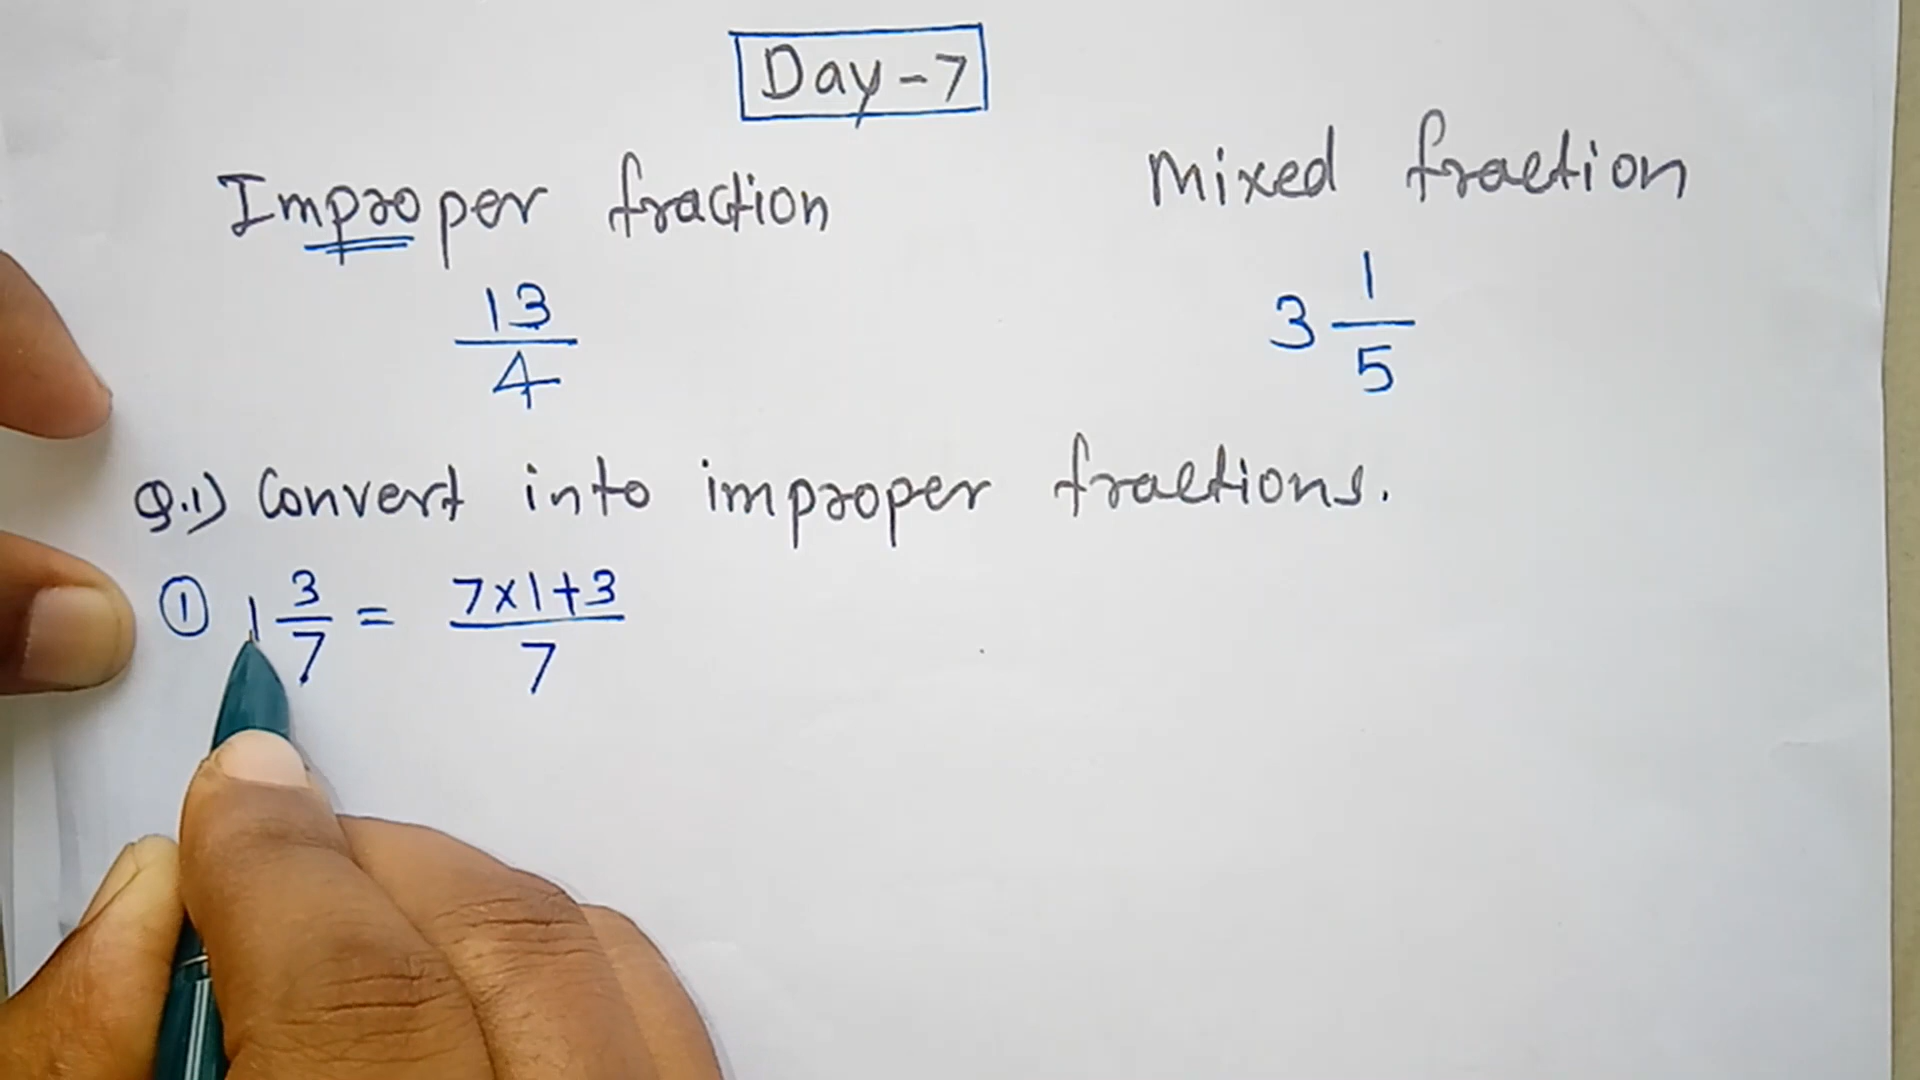 Day-7
Improper fraction
Mixed fraction
13/4
3 1/5
Q.1) Convert into improper fractions.
① 1 3/7 = 7×1+3/7